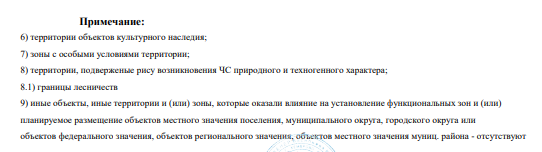 Примечание:
6) территории объектов культурного наследия;
7) зоны с особыми условиями территории;
8) территории, подверженые рису возникновения ЧС природного и техногенного характера;
8.1) границы лесничеств
9) иные объекты, иные территории и (или) зоны, которые оказали влияние на установление функциональных зон и (или)
планируемое размещение объектов местного значения поселения, муниципального округа, городского округа или
объектов федерального значения, объектов регионального значения, объектов местного значения муниц. района - отсутствуют